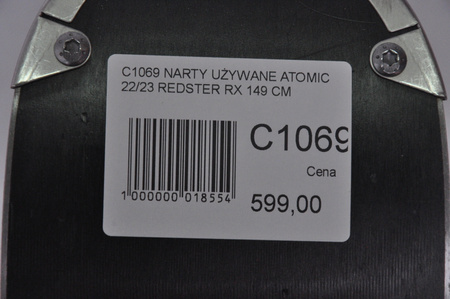 C1069 NARTY UŻYWANE ATOMIC
22/23 REDSTER RX 149 CM
C1069
Cena
599,00
1 000000 018554